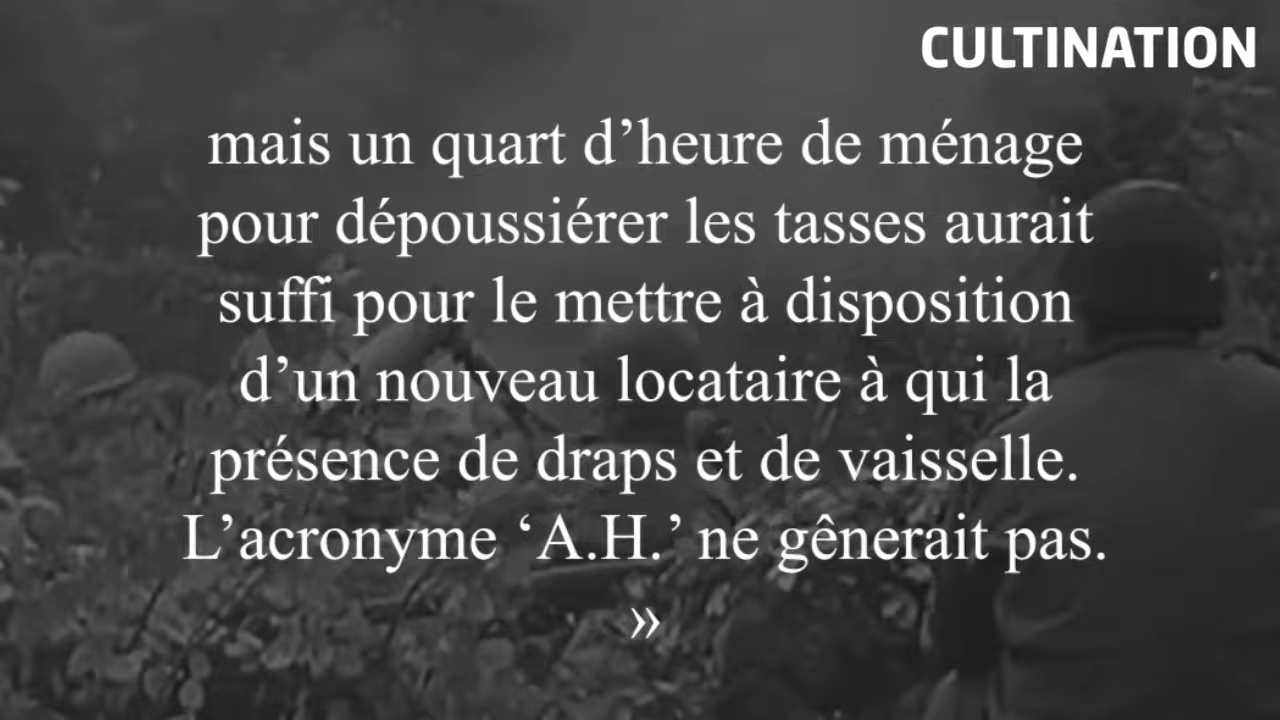 CULTINATION
mais un quart d’heure de ménage
pour dépoussiérer les tasses aurait
suffi pour le mettre à disposition
d’un nouveau locataire à qui la
présence de draps et de vaisselle.
L’acronyme ‘A.H.’ ne gênerait pas.
»